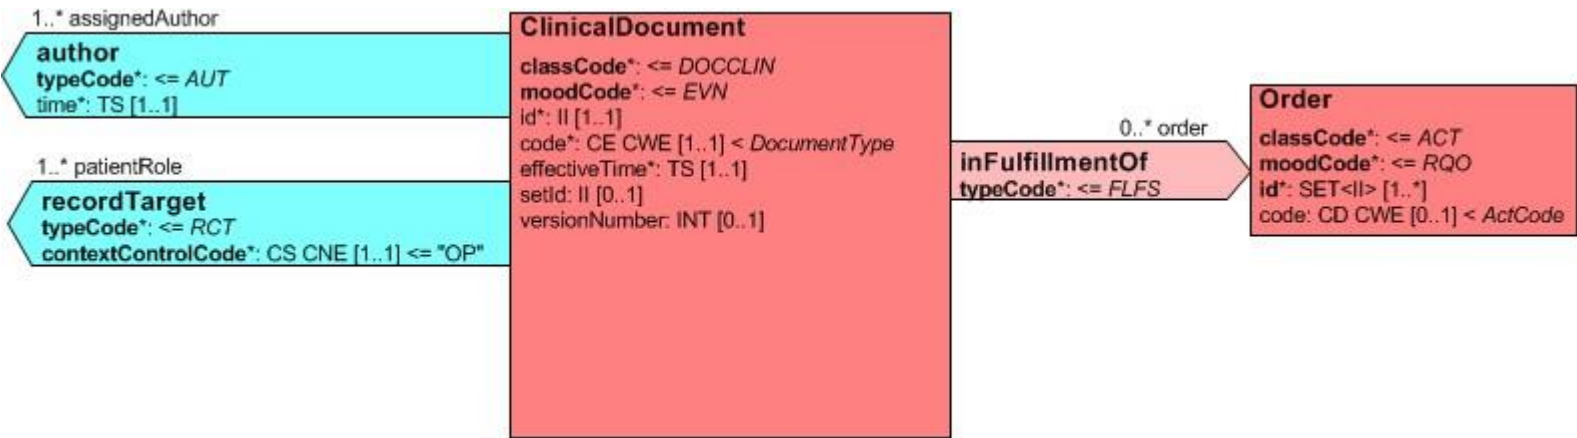 1..* assignedAuthor
author
typeCode*: <= AUT
time*: TS [1..1]
1..* patientRole
recordTarget
typeCode*: <= RCT
contextControlCode*: CS CNE [1..1] <= "OP"
ClinicalDocument
classCode*: <= DOCCLIN
moodCode*: <= EVN
id*: II [1..1]
code*: CE CWE [1..1] < DocumentType
effectiveTime*: TS [1..1]
setId: II [0..1]
versionNumber: INT [0..1]
0..* order
inFulfillmentOf
typeCode*: <= FLFS
Order
classCode*: <= ACT
moodCode*: <= RQO
id*: SET<II> [1..*]
code: CD CWE [0..1] < ActCode